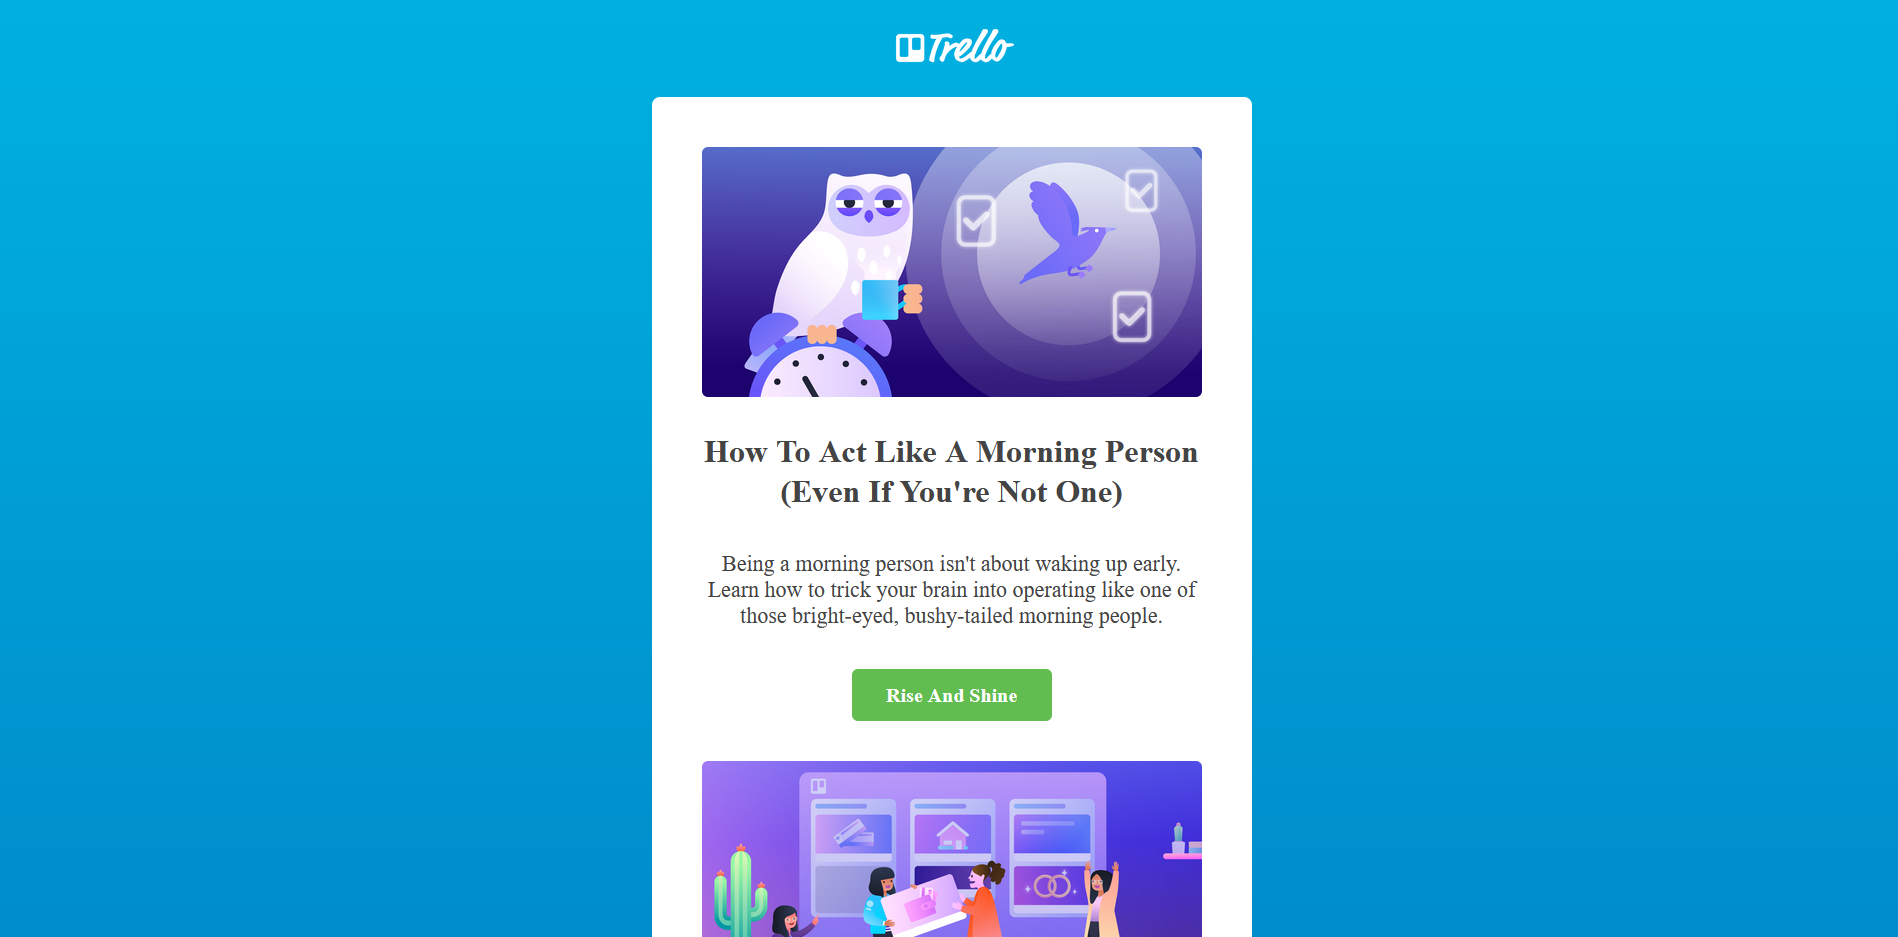 Trello
How To Act Like A Morning Person
(Even If You're Not One)
Being a morning person isn't about waking up early.
Learn how to trick your brain into operating like one of
those bright-eyed, bushy-tailed morning people.
Rise And Shine